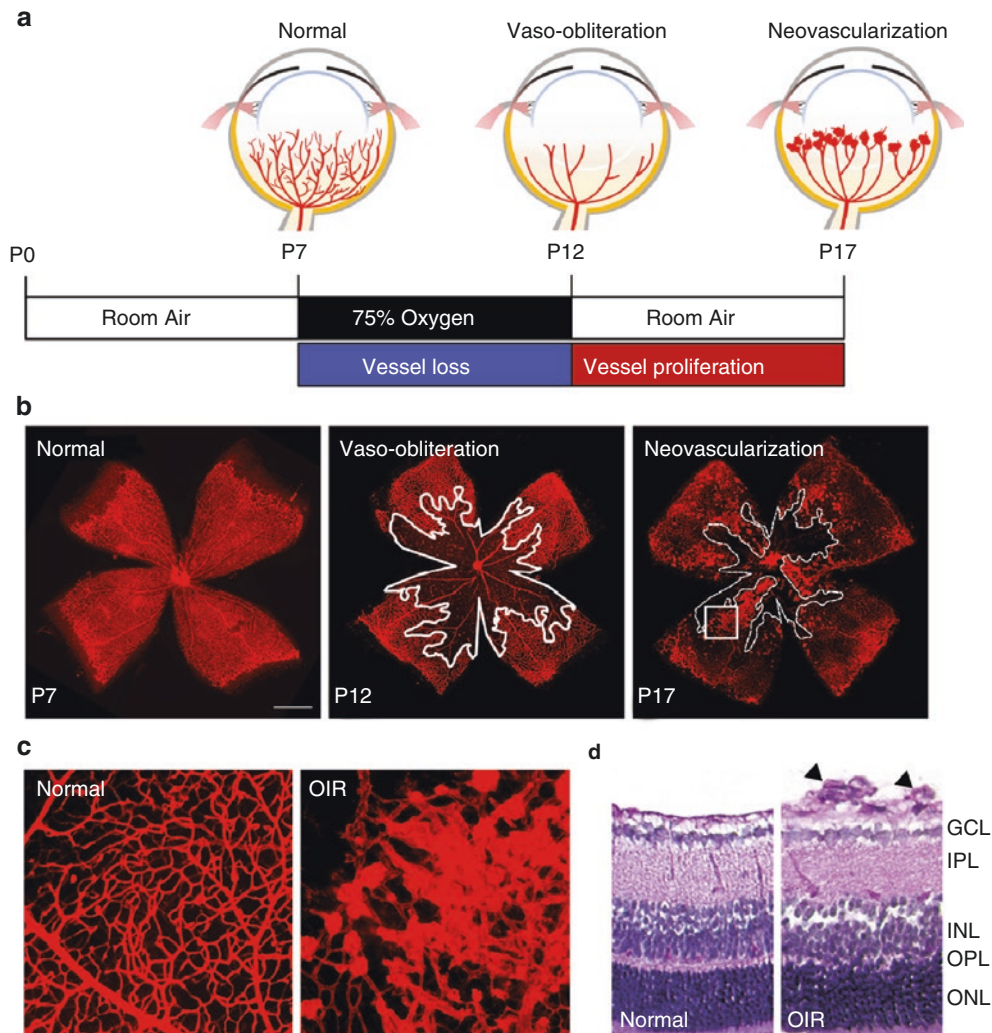 a
Normal Vaso-obliteration Neovascularization
P0 P7 P12 P17
Room Air 75% Oxygen Room Air
Vessel loss Vessel proliferation
b
Normal Vaso-obliteration Neovascularization
P7 P12 P17
c
Normal OIR
d
GCL
IPL
INL
OPL
ONL
Normal OIR